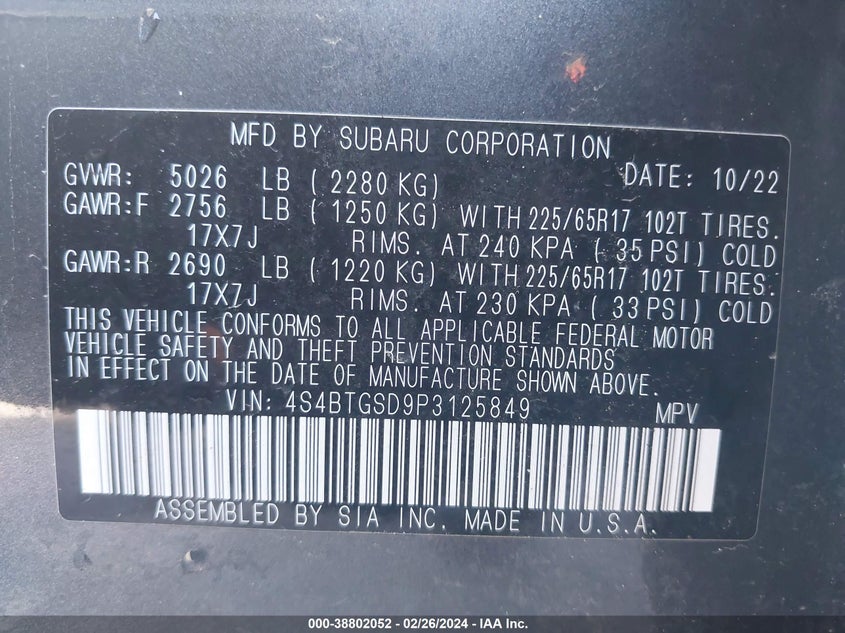 MFD BY SUBARU CORPORATION
GVWR: 5026 LB ( 2280 KG) DATE: 10/22
GAWR:F 2756 LB ( 1250 KG) WITH 225/65R17 102T TIRES.
17X7J RIMS. AT 240 KPA ( 35 PSI) COLD
GAWR:R 2690 LB ( 1220 KG) WITH 225/65R17 102T TIRES.
17X7J RIMS. AT 230 KPA ( 33 PSI) COLD
THIS VEHICLE CONFORMS TO ALL APPLICABLE FEDERAL MOTOR
VEHICLE SAFETY AND THEFT PREVENTION STANDARDS
IN EFFECT ON THE DATE OF MANUFACTURE SHOWN ABOVE.
VIN: 4S4BTGSD9P3125849 MPV
ASSEMBLED BY SIA INC. MADE IN U.S.A.
000-38802052 - 02/26/2024 - IAA Inc.